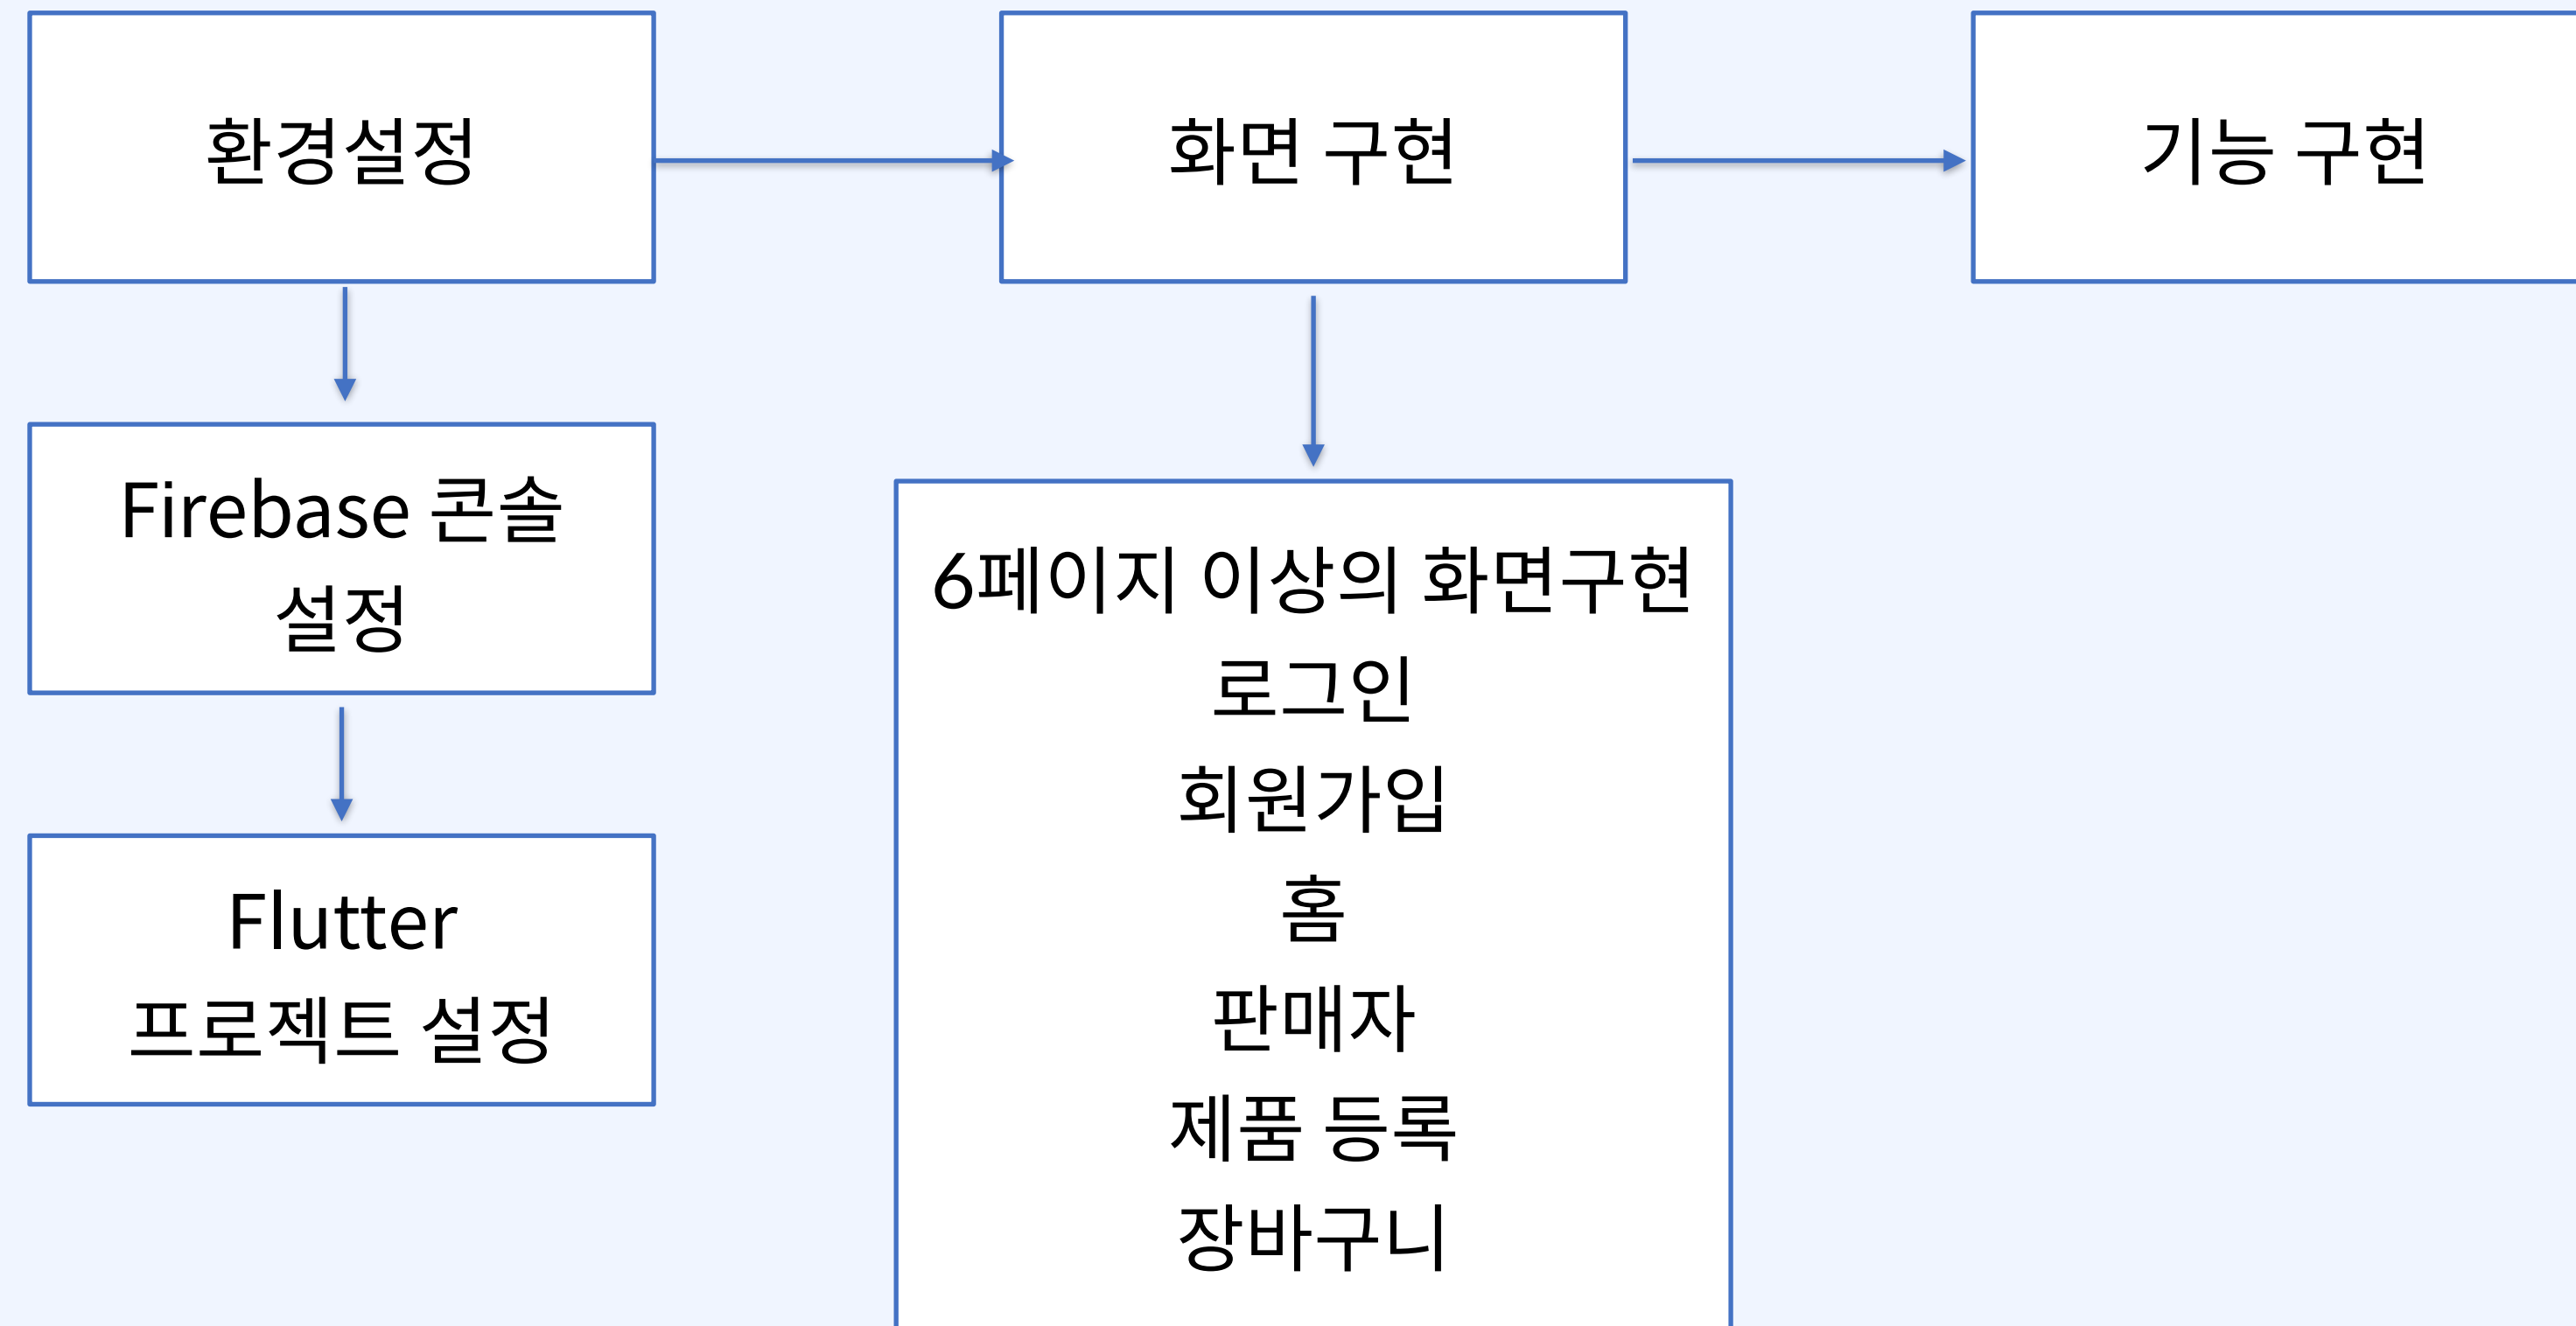 환경설정
화면 구현
기능 구현
Firebase 콘솔
설정
Flutter
프로젝트 설정
6페이지 이상의 화면구현
로그인
회원가입
홈
판매자
제품 등록
장바구니